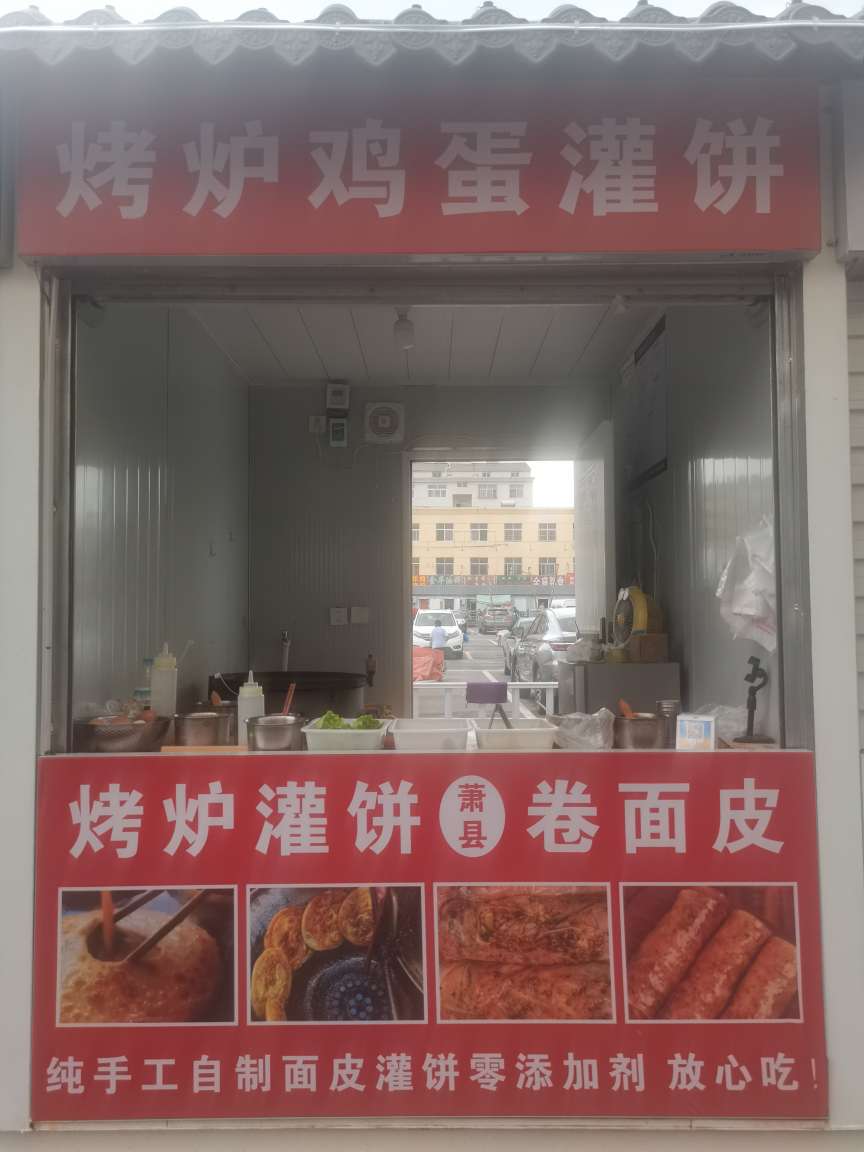 烤炉鸡蛋灌饼
烤炉灌饼 萧县 卷面皮
纯手工自制面皮灌饼零添加剂 放心吃!